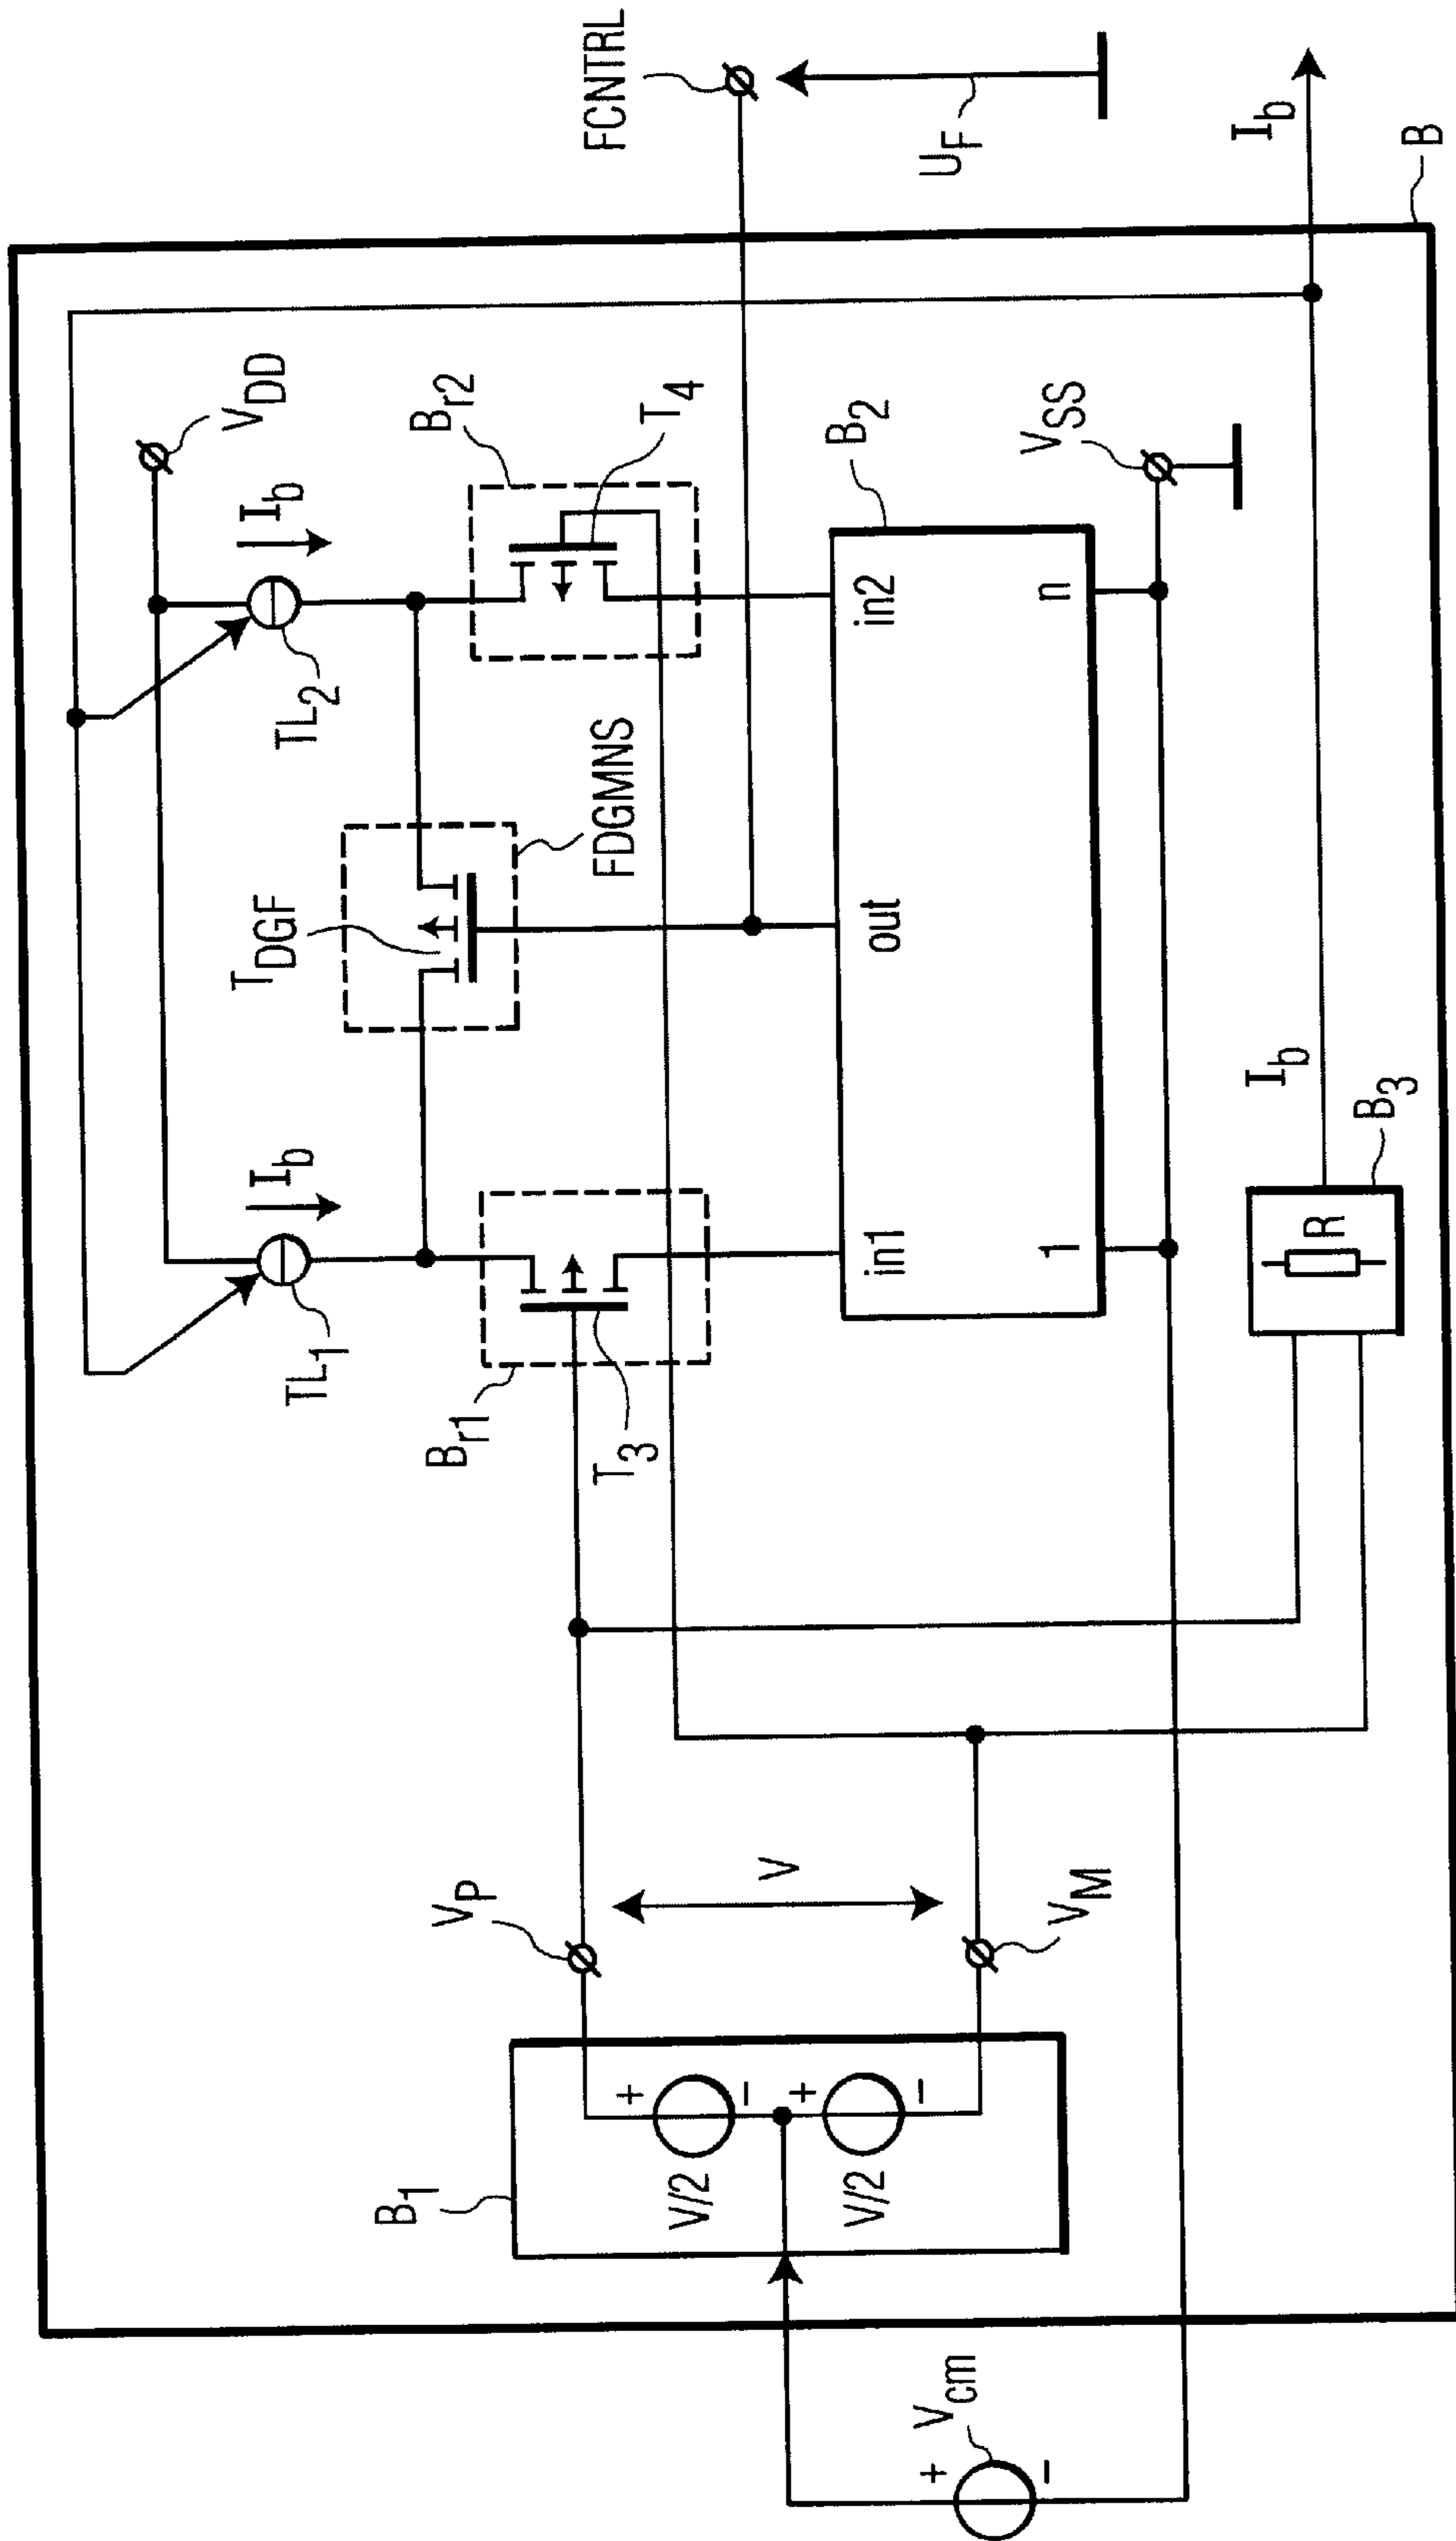 FCNTRL
U_F
I_b
B
V_DD
I_b
TL_2
B_r2
T_4
T_DGF
FDGMNS
I_b
TL_1
B_r1
T_3
in1
out
in2
B_2
1
n
V_SS
I_b
B_3
R
V_P
V
V_M
B_1
+
V/2
−
+
V/2
−
V_cm
+
−